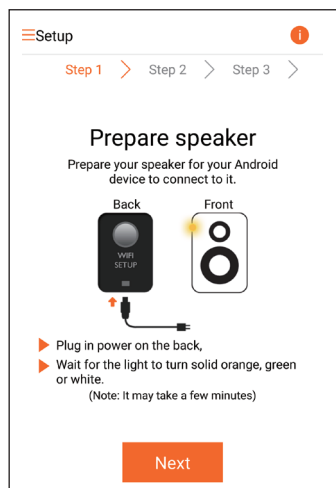 Setup
i
Step 1 Step 2 Step 3
Prepare speaker
Prepare your speaker for your Android
device to connect to it.
Back Front
WIFI
SETUP
Plug in power on the back,
Wait for the light to turn solid orange, green
or white.
(Note: It may take a few minutes)
Next